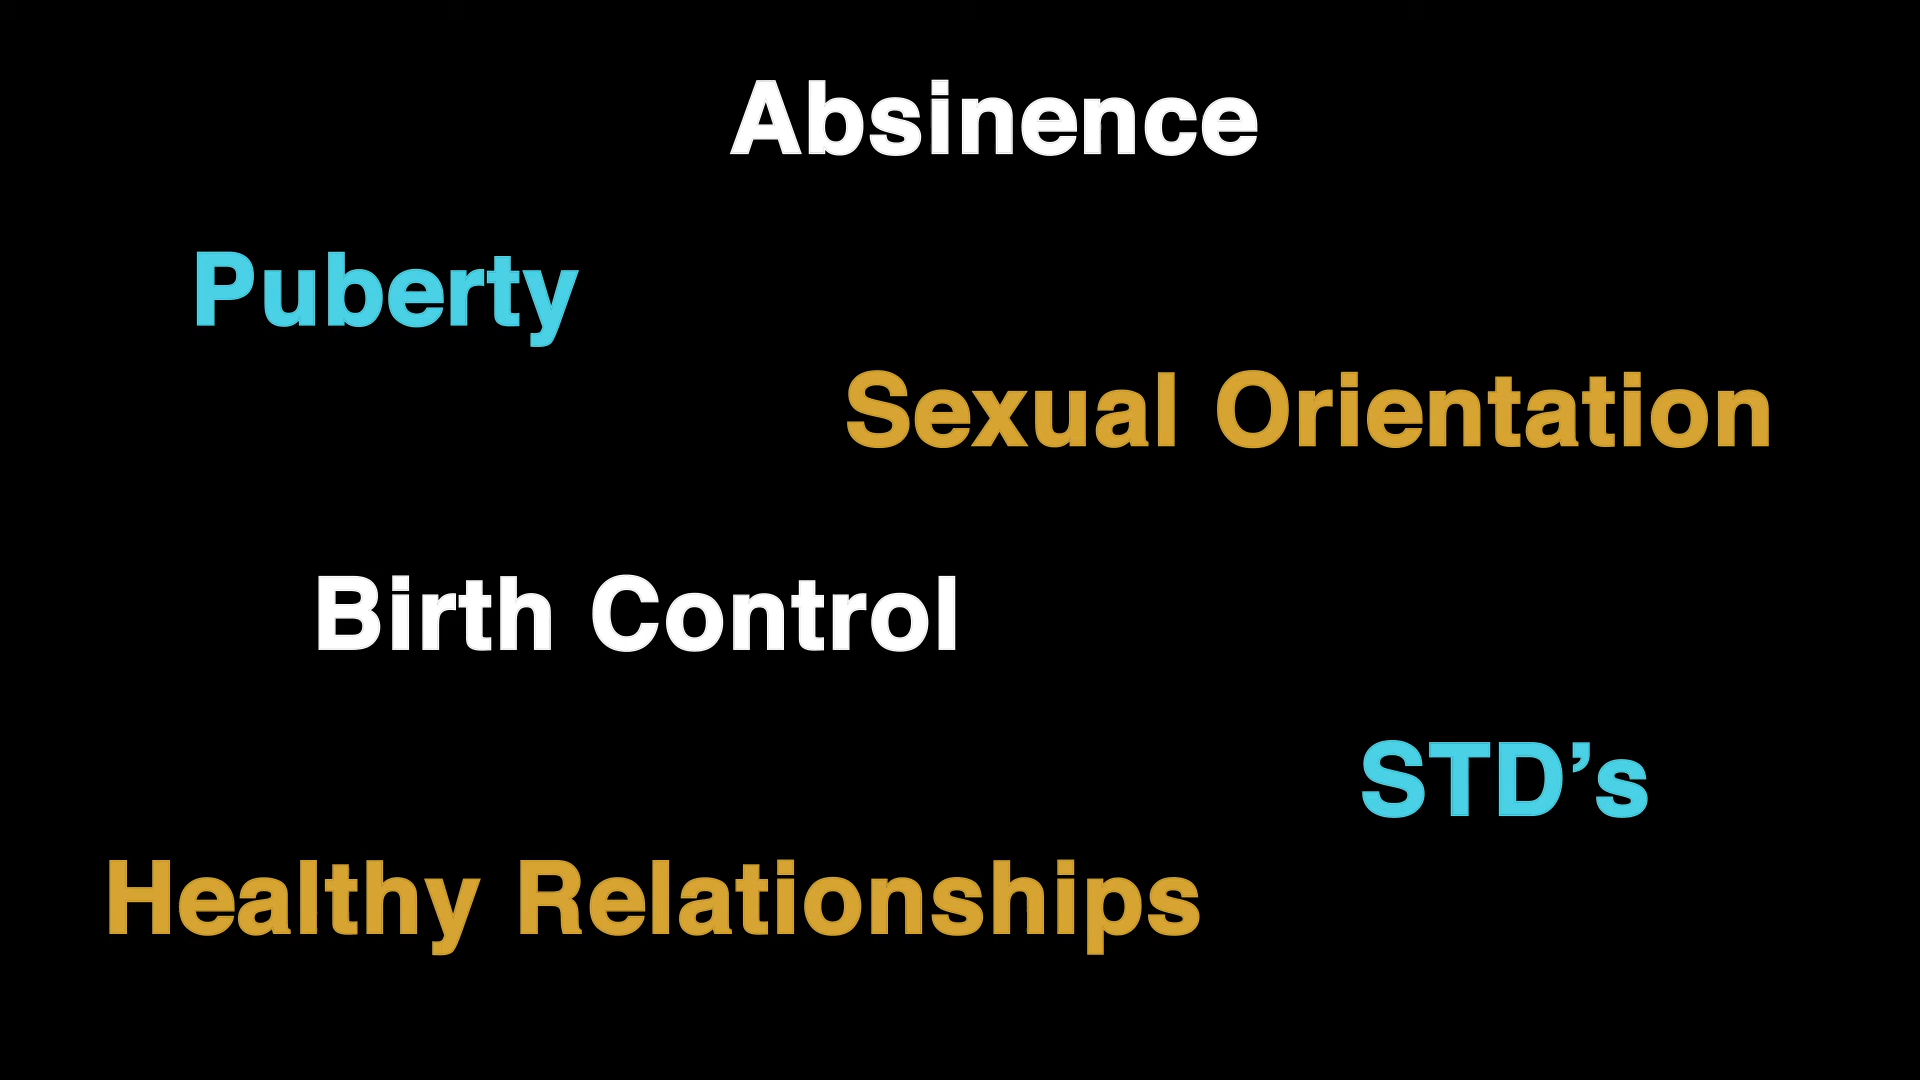 Absinence
Puberty
Sexual Orientation
Birth Control
STD’s
Healthy Relationships